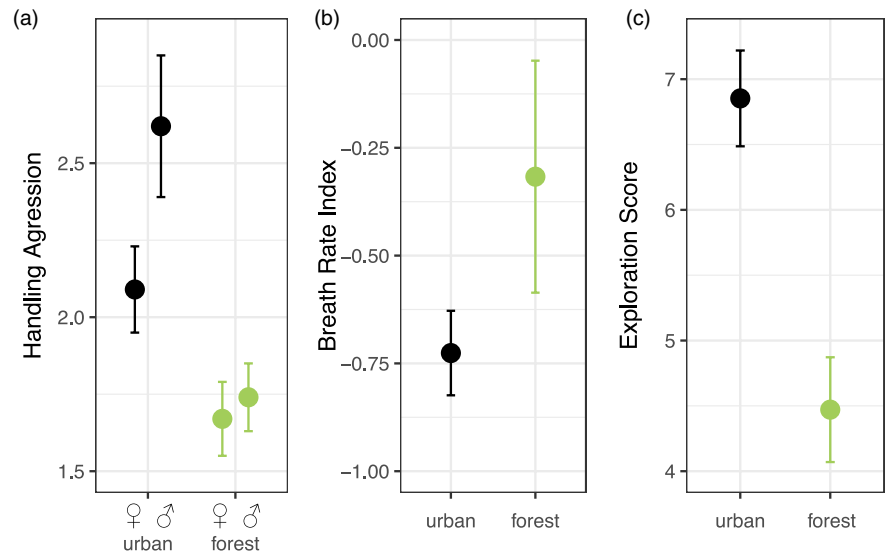 (a)
Handling Agression
2.5
2.0
1.5
♀ ♂ ♀ ♂
urban forest
(b)
Breath Rate Index
0.00
−0.25
−0.50
−0.75
−1.00
urban forest
(c)
Exploration Score
7
6
5
4
urban forest